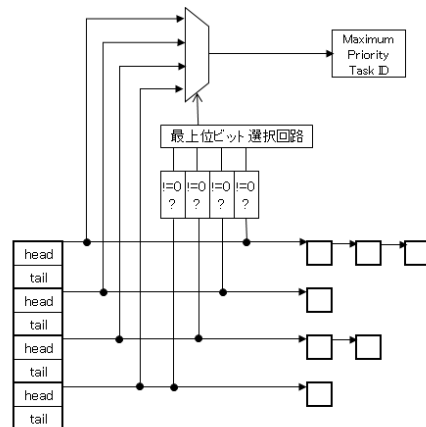 Maximum
Priority
Task ID
最上位ビット選択回路
!=0 !=0 !=0 !=0
? ? ? ?
head
tail
head
tail
head
tail
head
tail